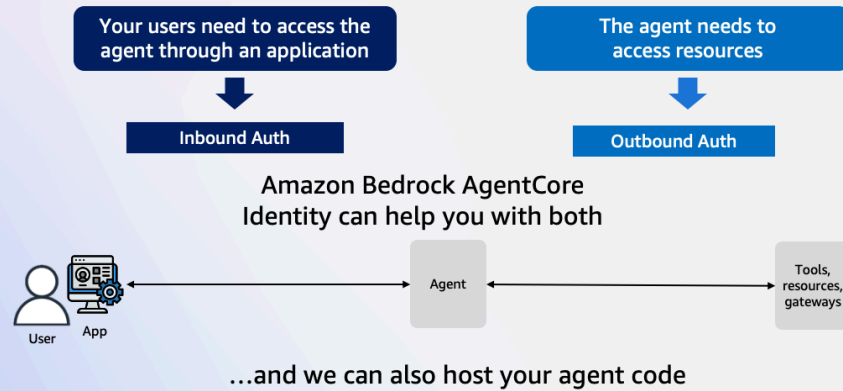 Your users need to access the
agent through an application
The agent needs to
access resources
Inbound Auth
Outbound Auth
Amazon Bedrock AgentCore
Identity can help you with both
User
App
Agent
Tools,
resources,
gateways
...and we can also host your agent code